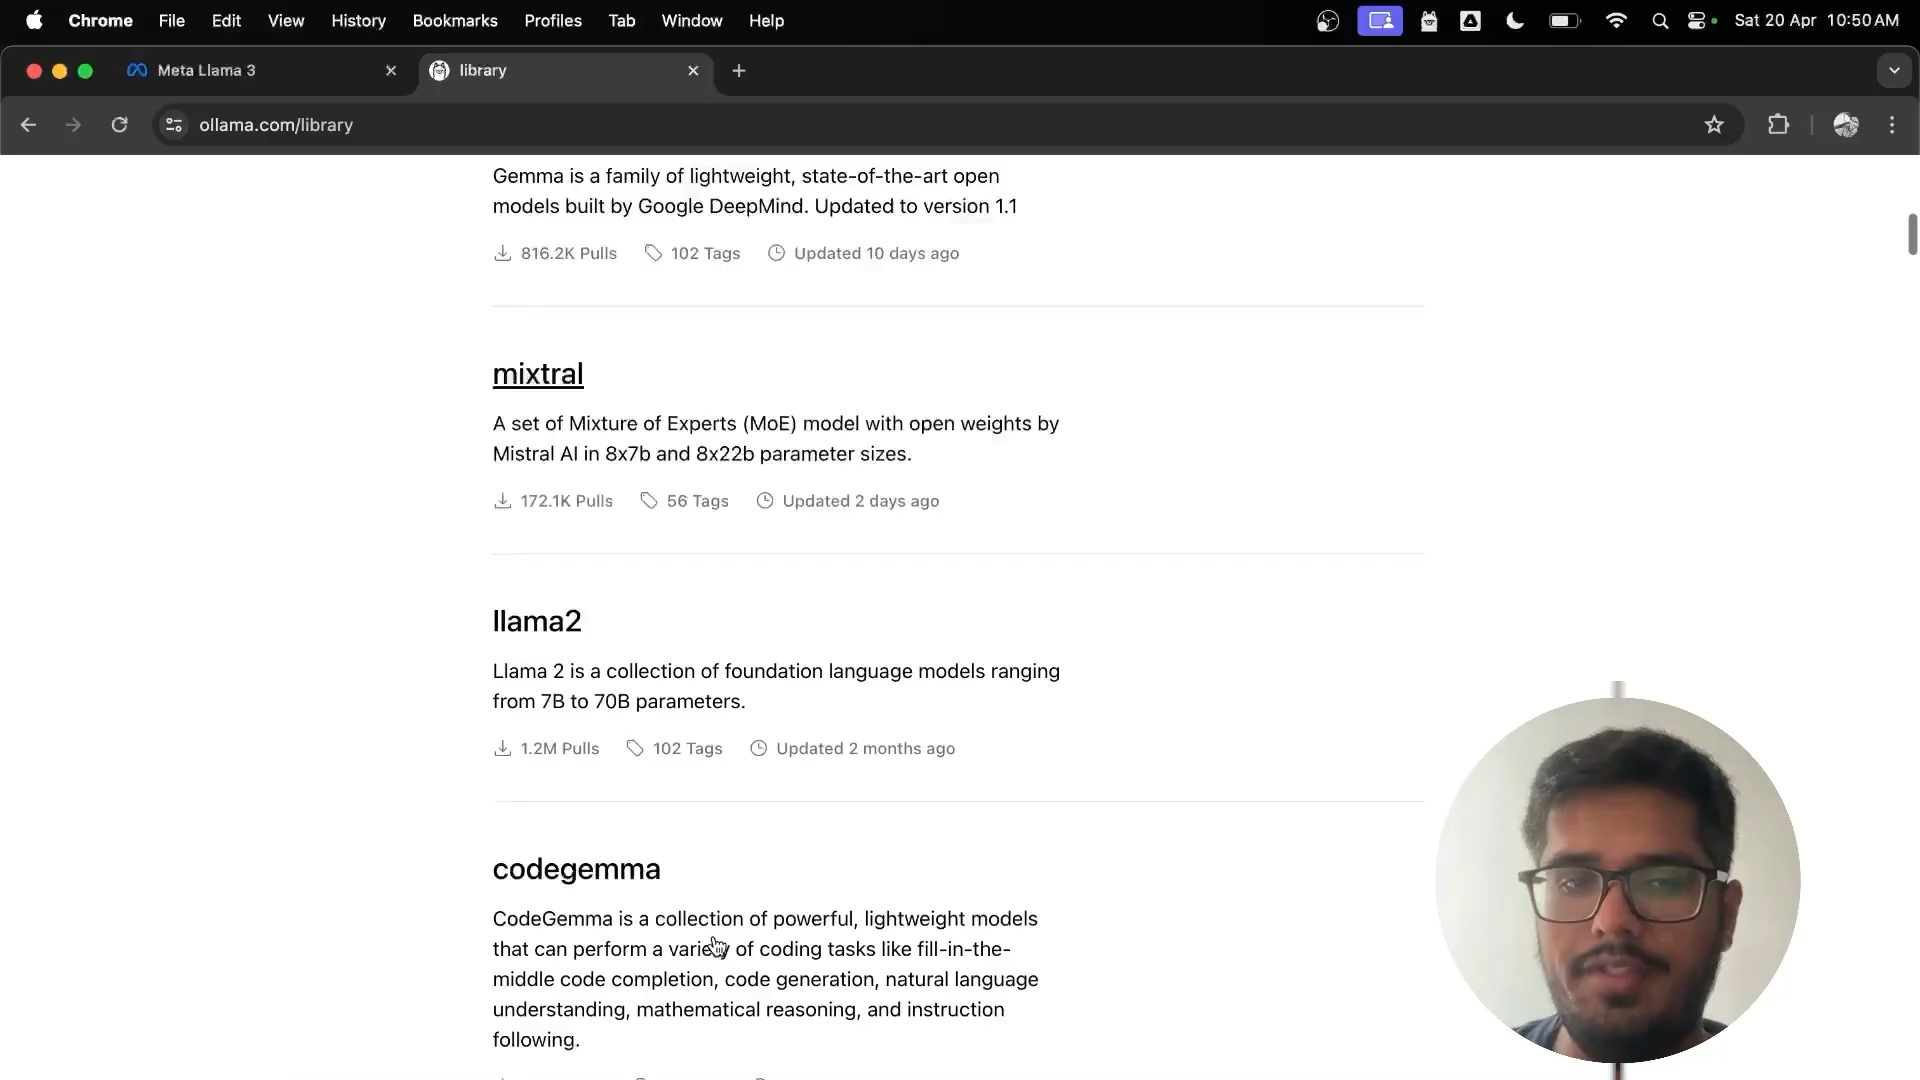 Chrome File Edit View History Bookmarks Profiles Tab Window Help Sat 20 Apr 10:50 AM
Meta Llama 3 library
ollama.com/library
Gemma is a family of lightweight, state-of-the-art open
models built by Google DeepMind. Updated to version 1.1
816.2K Pulls 102 Tags Updated 10 days ago
mixtral
A set of Mixture of Experts (MoE) model with open weights by
Mistral AI in 8x7b and 8x22b parameter sizes.
172.1K Pulls 56 Tags Updated 2 days ago
llama2
Llama 2 is a collection of foundation language models ranging
from 7B to 70B parameters.
1.2M Pulls 102 Tags Updated 2 months ago
codegemma
CodeGemma is a collection of powerful, lightweight models
that can perform a variety of coding tasks like fill-in-the-
middle code completion, code generation, natural language
understanding, mathematical reasoning, and instruction
following.